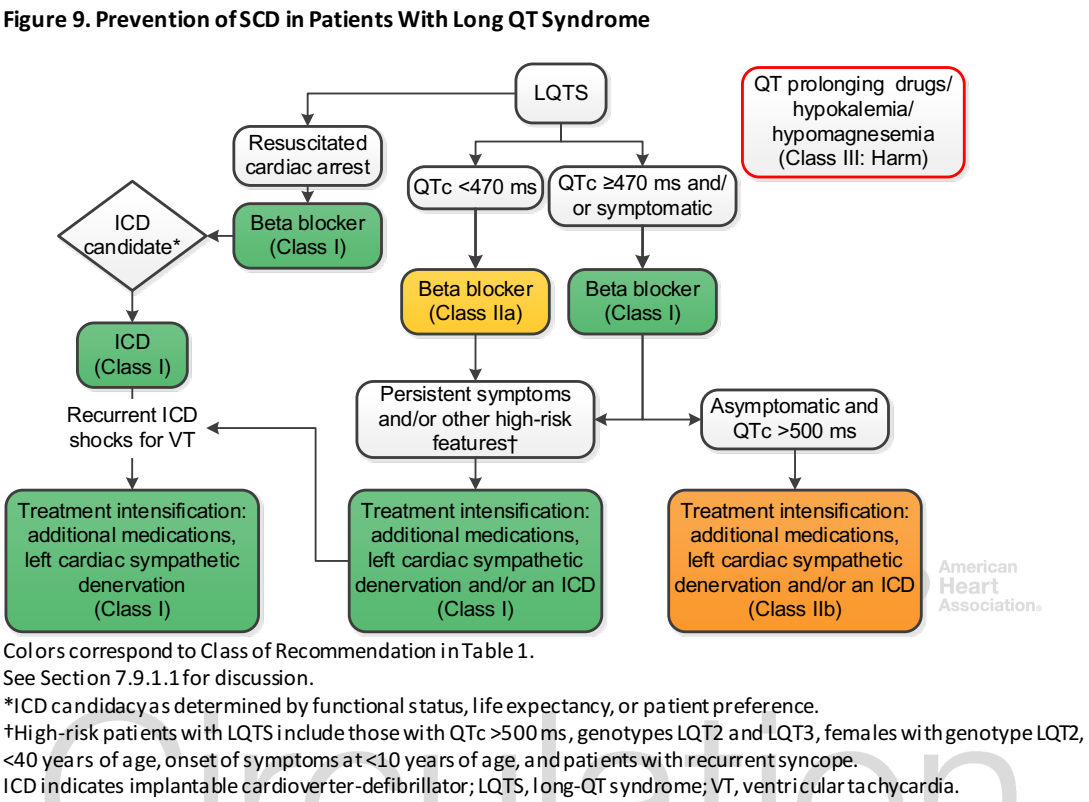 Figure 9. Prevention of SCD in Patients With Long QT Syndrome
LQTS
QT prolonging drugs/
hypokalemia/
hypomagnesemia
(Class III: Harm)
Resuscitated
cardiac arrest
QTc <470 ms
QTc ≥470 ms and/
or symptomatic
ICD
candidate*
Beta blocker
(Class I)
Beta blocker
(Class IIa)
Beta blocker
(Class I)
ICD
(Class I)
Recurrent ICD
shocks for VT
Persistent symptoms
and/or other high-risk
features†
Asymptomatic and
QTc >500 ms
Treatment intensification:
additional medications,
left cardiac sympathetic
denervation
(Class I)
Treatment intensification:
additional medications,
left cardiac sympathetic
denervation and/or an ICD
(Class I)
Treatment intensification:
additional medications,
left cardiac sympathetic
denervation and/or an ICD
(Class IIb)
American
Heart
Association®
Colors correspond to Class of Recommendation in Table 1.
See Section 7.9.1.1 for discussion.
*ICD candidacy as determined by functional status, life expectancy, or patient preference.
†High-risk patients with LQTS include those with QTc >500 ms, genotypes LQT2 and LQT3, females with genotype LQT2,
<40 years of age, onset of symptoms at <10 years of age, and patients with recurrent syncope.
ICD indicates implantable cardioverter-defibrillator; LQTS, long-QT syndrome; VT, ventricular tachycardia.
Circulation